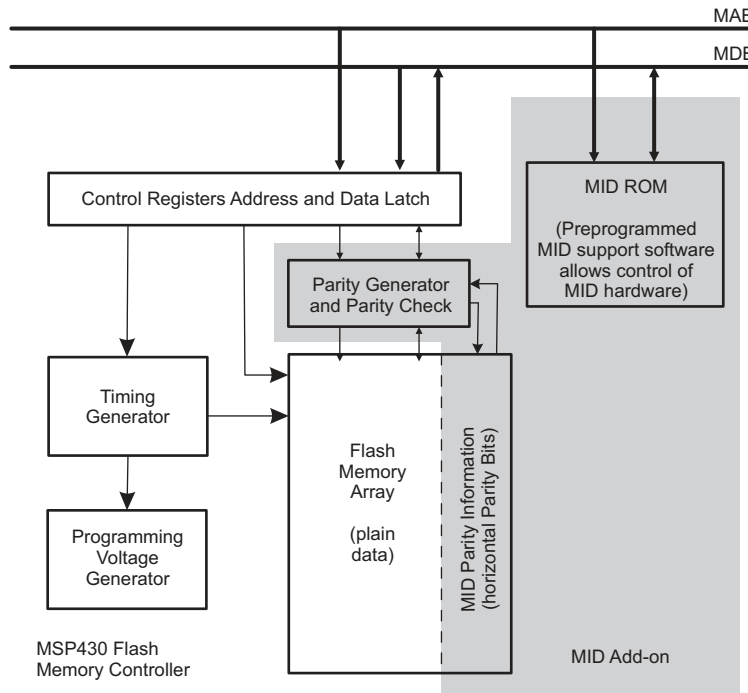 MAB
MDB
Control Registers Address and Data Latch
MID ROM
(Preprogrammed
MID support software
allows control of
MID hardware)
Parity Generator
and Parity Check
Timing
Generator
Flash
Memory
Array
(plain
data)
MID Parity Information
(horizontal Parity Bits)
Programming
Voltage
Generator
MSP430 Flash
Memory Controller
MID Add-on